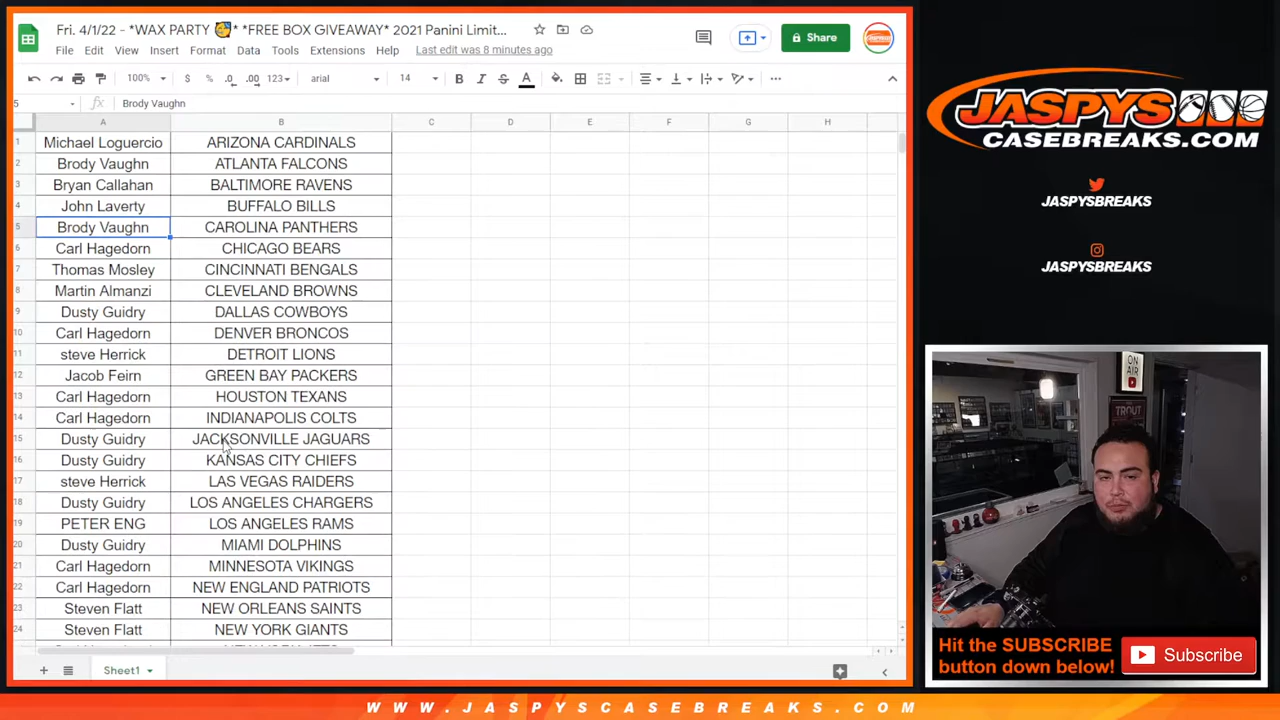 Fri. 4/1/22 - *WAX PARTY 🥳* *FREE BOX GIVEAWAY* 2021 Panini Limit...
File Edit View Insert Format Data Tools Extensions Help Last edit was 8 minutes ago
Share
100% $ % .0 .00 123 arial 14 B I S A
5 fx Brody Vaughn
A B C D E F G H
1 Michael Loguercio ARIZONA CARDINALS
2 Brody Vaughn ATLANTA FALCONS
3 Bryan Callahan BALTIMORE RAVENS
4 John Laverty BUFFALO BILLS
5 Brody Vaughn CAROLINA PANTHERS
6 Carl Hagedorn CHICAGO BEARS
7 Thomas Mosley CINCINNATI BENGALS
8 Martin Almanzi CLEVELAND BROWNS
9 Dusty Guidry DALLAS COWBOYS
10 Carl Hagedorn DENVER BRONCOS
11 steve Herrick DETROIT LIONS
12 Jacob Feirn GREEN BAY PACKERS
13 Carl Hagedorn HOUSTON TEXANS
14 Carl Hagedorn INDIANAPOLIS COLTS
15 Dusty Guidry JACKSONVILLE JAGUARS
16 Dusty Guidry KANSAS CITY CHIEFS
17 steve Herrick LAS VEGAS RAIDERS
18 Dusty Guidry LOS ANGELES CHARGERS
19 PETER ENG LOS ANGELES RAMS
20 Dusty Guidry MIAMI DOLPHINS
21 Carl Hagedorn MINNESOTA VIKINGS
22 Carl Hagedorn NEW ENGLAND PATRIOTS
23 Steven Flatt NEW ORLEANS SAINTS
24 Steven Flatt NEW YORK GIANTS
Sheet1
JASPYS
CASEBREAKS.COM
JASPYSBREAKS
JASPYSBREAKS
ON
AIR
TROUT
Hit the SUBSCRIBE
button down below!
Subscribe
WWW.JASPYSCASEBREAKS.COM